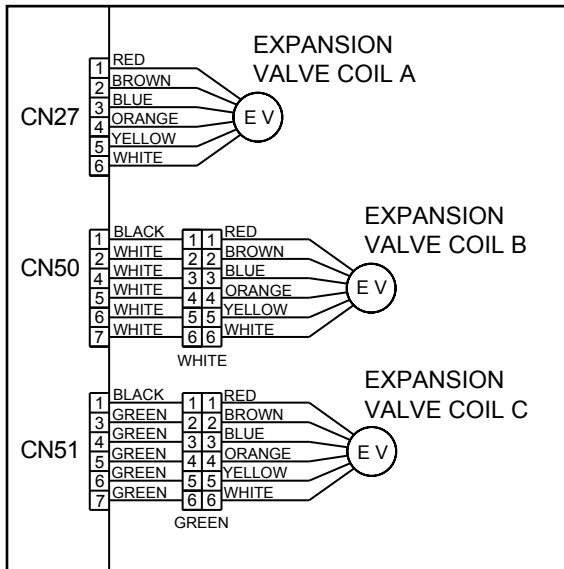 EXPANSION
VALVE COIL A
CN27
1 RED
2 BROWN
3 BLUE
4 ORANGE
5 YELLOW
6 WHITE
E V
EXPANSION
VALVE COIL B
CN50
1 BLACK 1 1 RED
2 WHITE 2 2 BROWN
4 WHITE 3 3 BLUE
5 WHITE 4 4 ORANGE
6 WHITE 5 5 YELLOW
7 WHITE 6 6 WHITE
E V
WHITE
EXPANSION
VALVE COIL C
CN51
1 BLACK 1 1 RED
3 GREEN 2 2 BROWN
4 GREEN 3 3 BLUE
5 GREEN 4 4 ORANGE
6 GREEN 5 5 YELLOW
7 GREEN 6 6 WHITE
E V
GREEN